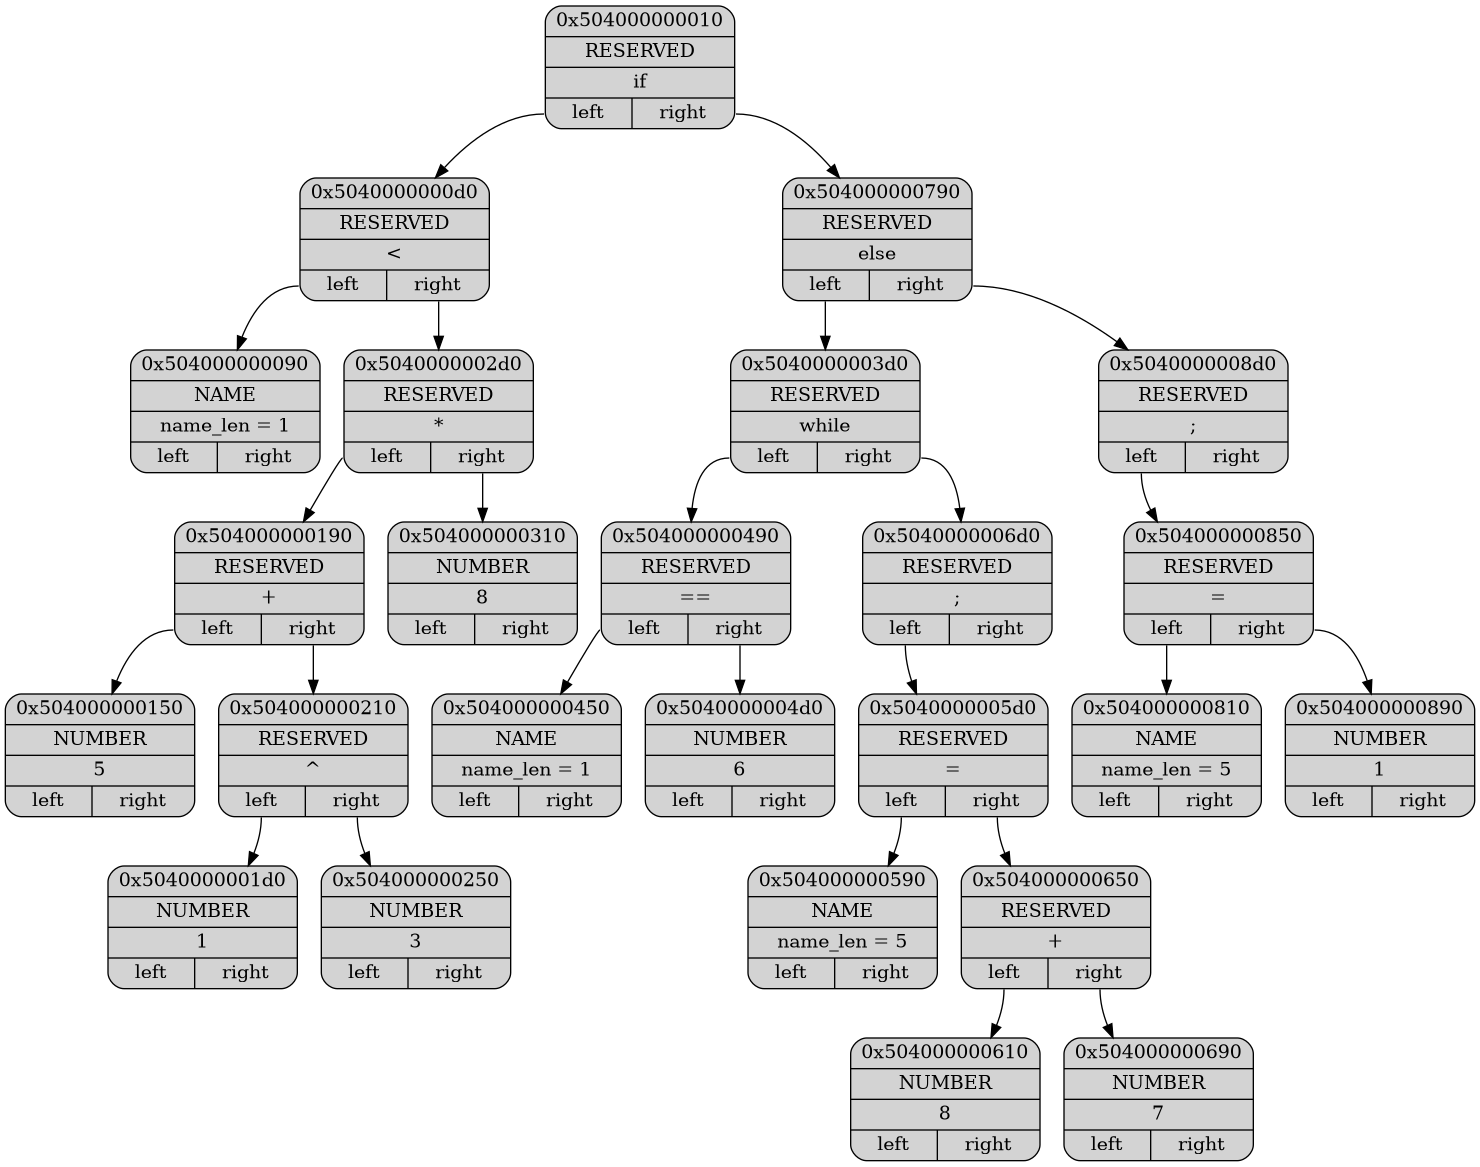 0x504000000010
RESERVED
if
left right
0x5040000000d0
RESERVED
<
left right
0x504000000790
RESERVED
else
left right
0x504000000090
NAME
name_len = 1
left right
0x5040000002d0
RESERVED
*
left right
0x5040000003d0
RESERVED
while
left right
0x5040000008d0
RESERVED
;
left right
0x504000000190
RESERVED
+
left right
0x504000000310
NUMBER
8
left right
0x504000000490
RESERVED
==
left right
0x5040000006d0
RESERVED
;
left right
0x504000000850
RESERVED
=
left right
0x504000000150
NUMBER
5
left right
0x504000000210
RESERVED
^
left right
0x504000000450
NAME
name_len = 1
left right
0x5040000004d0
NUMBER
6
left right
0x5040000005d0
RESERVED
=
left right
0x504000000810
NAME
name_len = 5
left right
0x504000000890
NUMBER
1
left right
0x5040000001d0
NUMBER
1
left right
0x504000000250
NUMBER
3
left right
0x504000000590
NAME
name_len = 5
left right
0x504000000650
RESERVED
+
left right
0x504000000610
NUMBER
8
left right
0x504000000690
NUMBER
7
left right